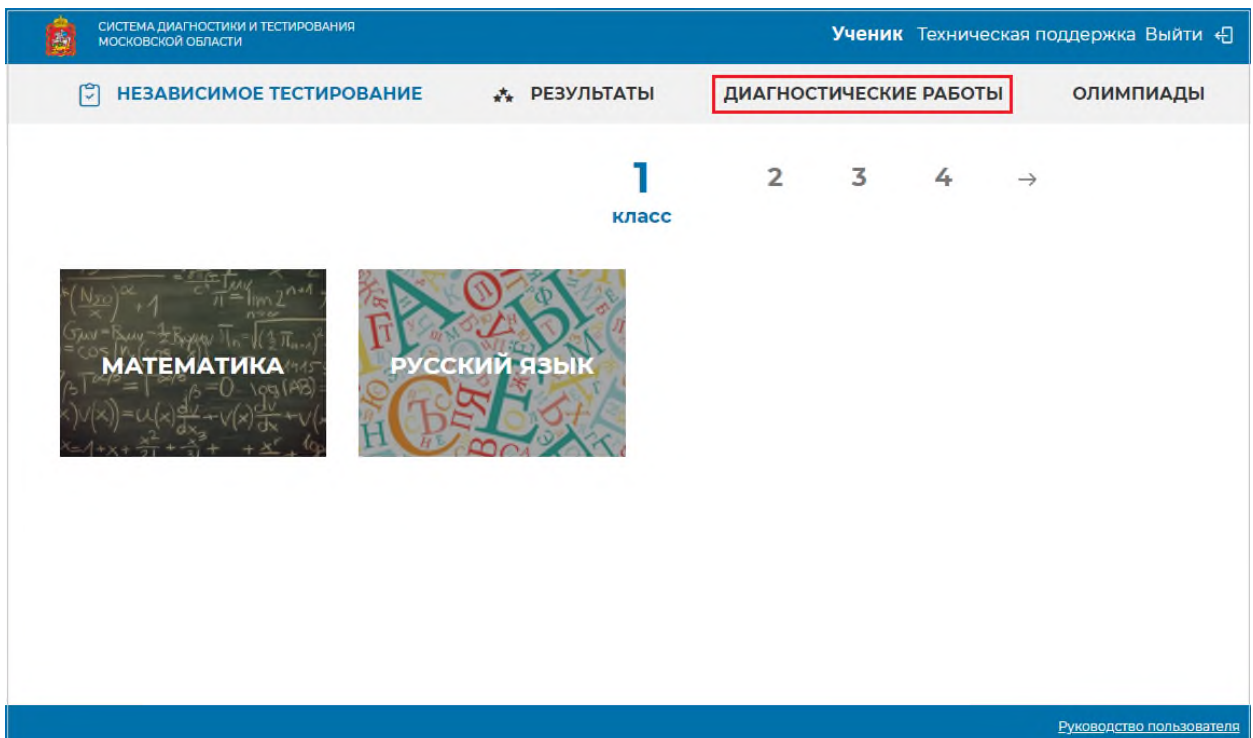 СИСТЕМА ДИАГНОСТИКИ И ТЕСТИРОВАНИЯ
МОСКОВСКОЙ ОБЛАСТИ
Ученик Техническая поддержка Выйти
НЕЗАВИСИМОЕ ТЕСТИРОВАНИЕ РЕЗУЛЬТАТЫ ДИАГНОСТИЧЕСКИЕ РАБОТЫ ОЛИМПИАДЫ
1 2 3 4 →
класс
МАТЕМАТИКА РУССКИЙ ЯЗЫК
Руководство пользователя